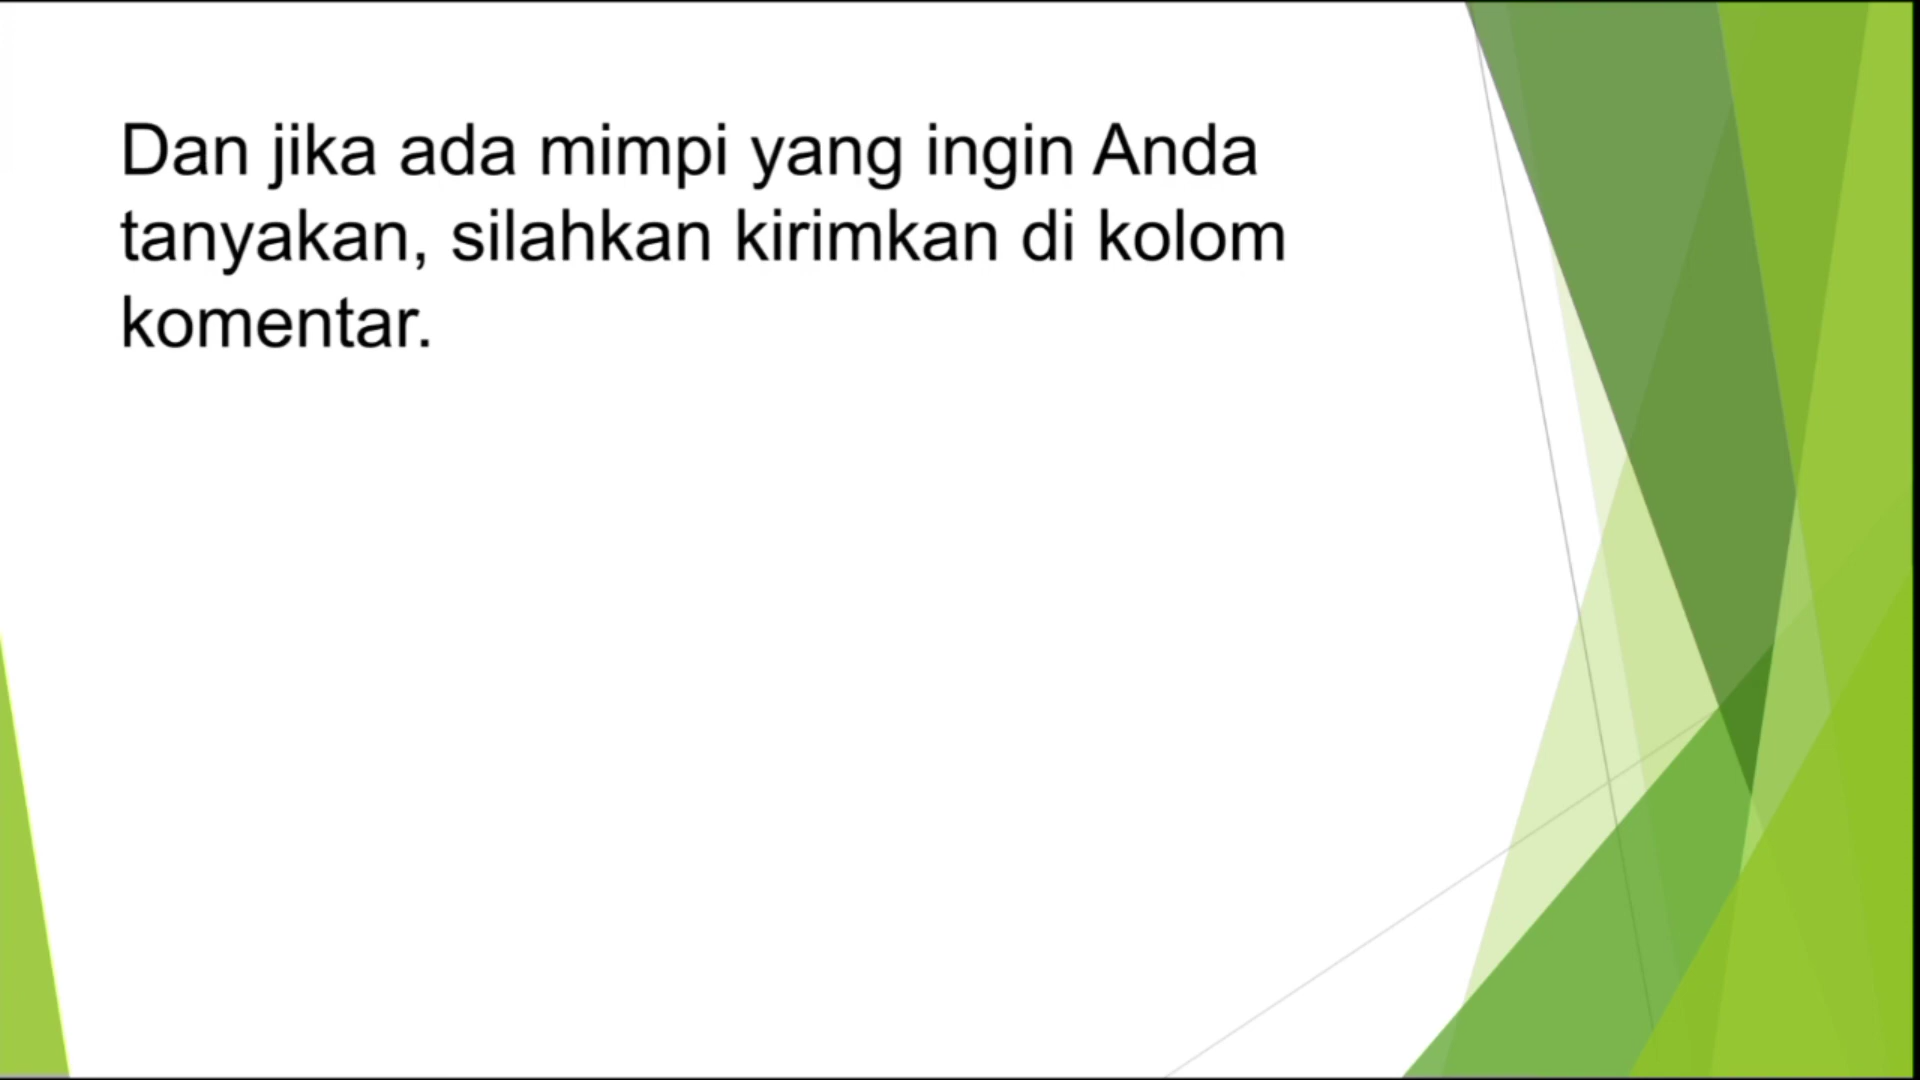 Dan jika ada mimpi yang ingin Anda
tanyakan, silahkan kirimkan di kolom
komentar.